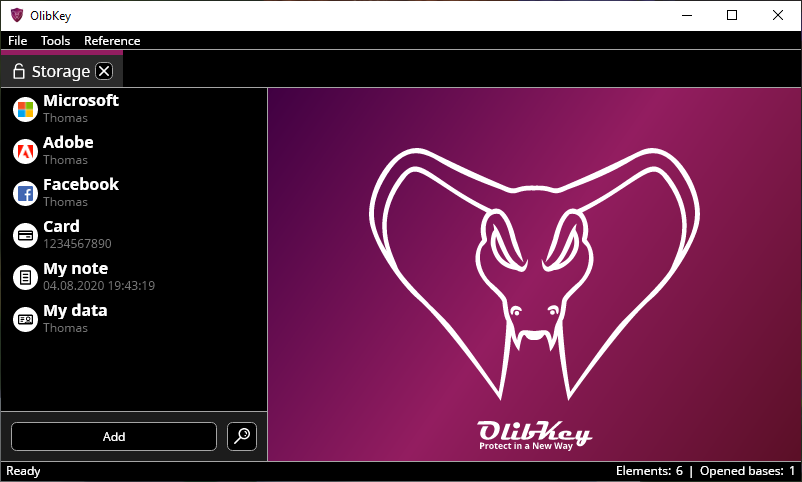 OlibKey
File Tools Reference
Storage
Microsoft
Thomas
Adobe
Thomas
Facebook
Thomas
Card
1234567890
My note
04.08.2020 19:43:19
My data
Thomas
Add
OlibKey
Protect in a New Way
Ready
Elements: 6 | Opened bases: 1